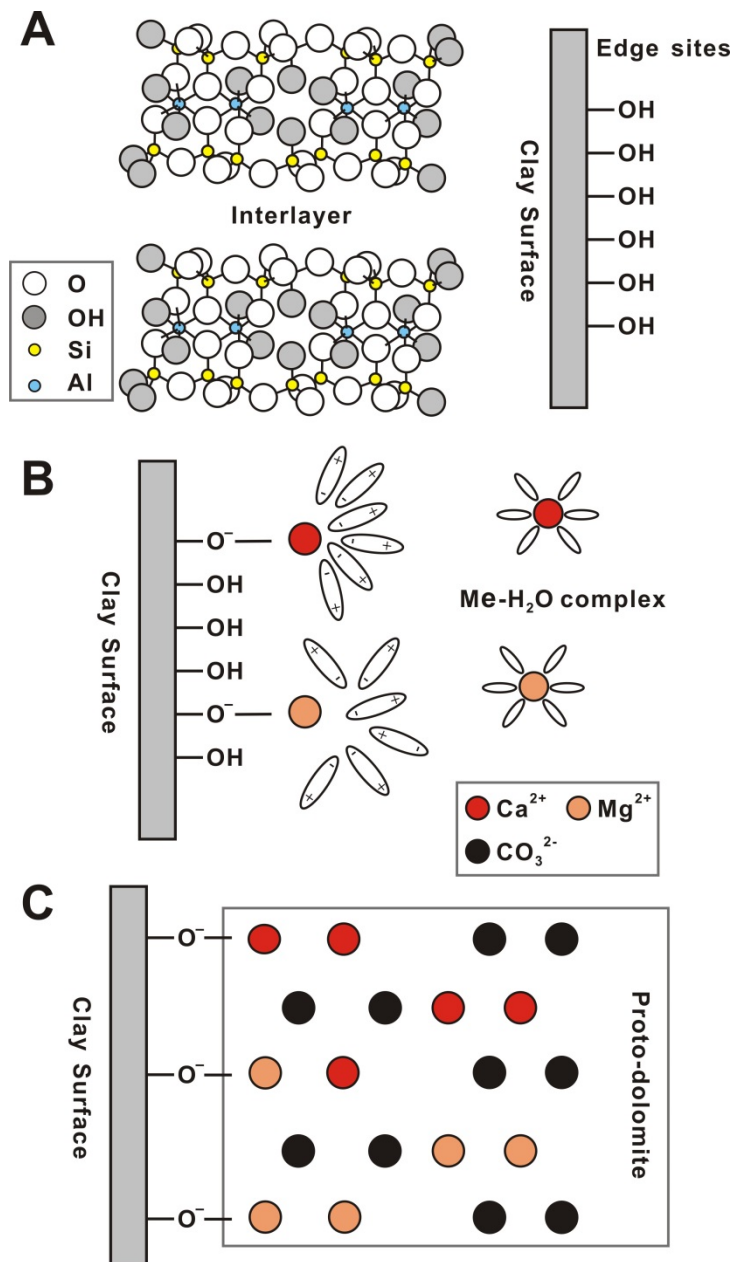 A
Edge sites
Clay Surface
OH
OH
OH
OH
OH
OH
Interlayer
O
OH
Si
Al
B
Clay Surface
O⁻
OH
OH
OH
O⁻
OH
+ + + + + +
- - - - - -
+ + + + + +
- - - - - -
Me-H₂O complex
Ca²⁺ Mg²⁺
CO₃²⁻
C
Clay Surface
O⁻
O⁻
O⁻
Proto-dolomite